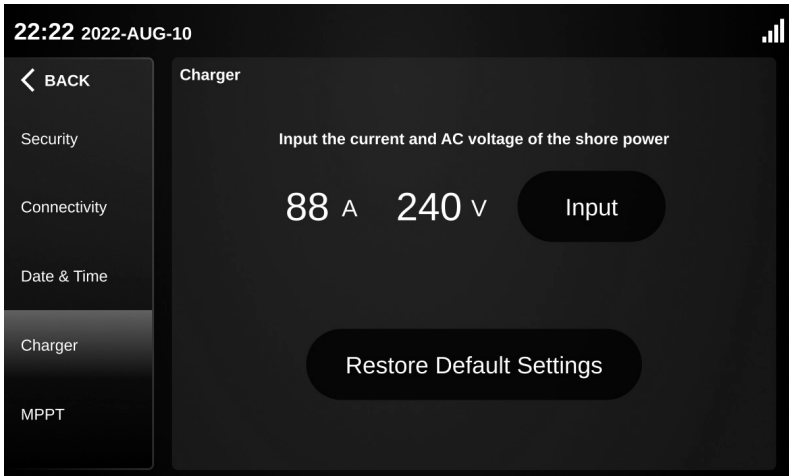 22:22 2022-AUG-10
BACK
Security
Connectivity
Date & Time
Charger
MPPT
Charger
Input the current and AC voltage of the shore power
88 A 240 V Input
Restore Default Settings